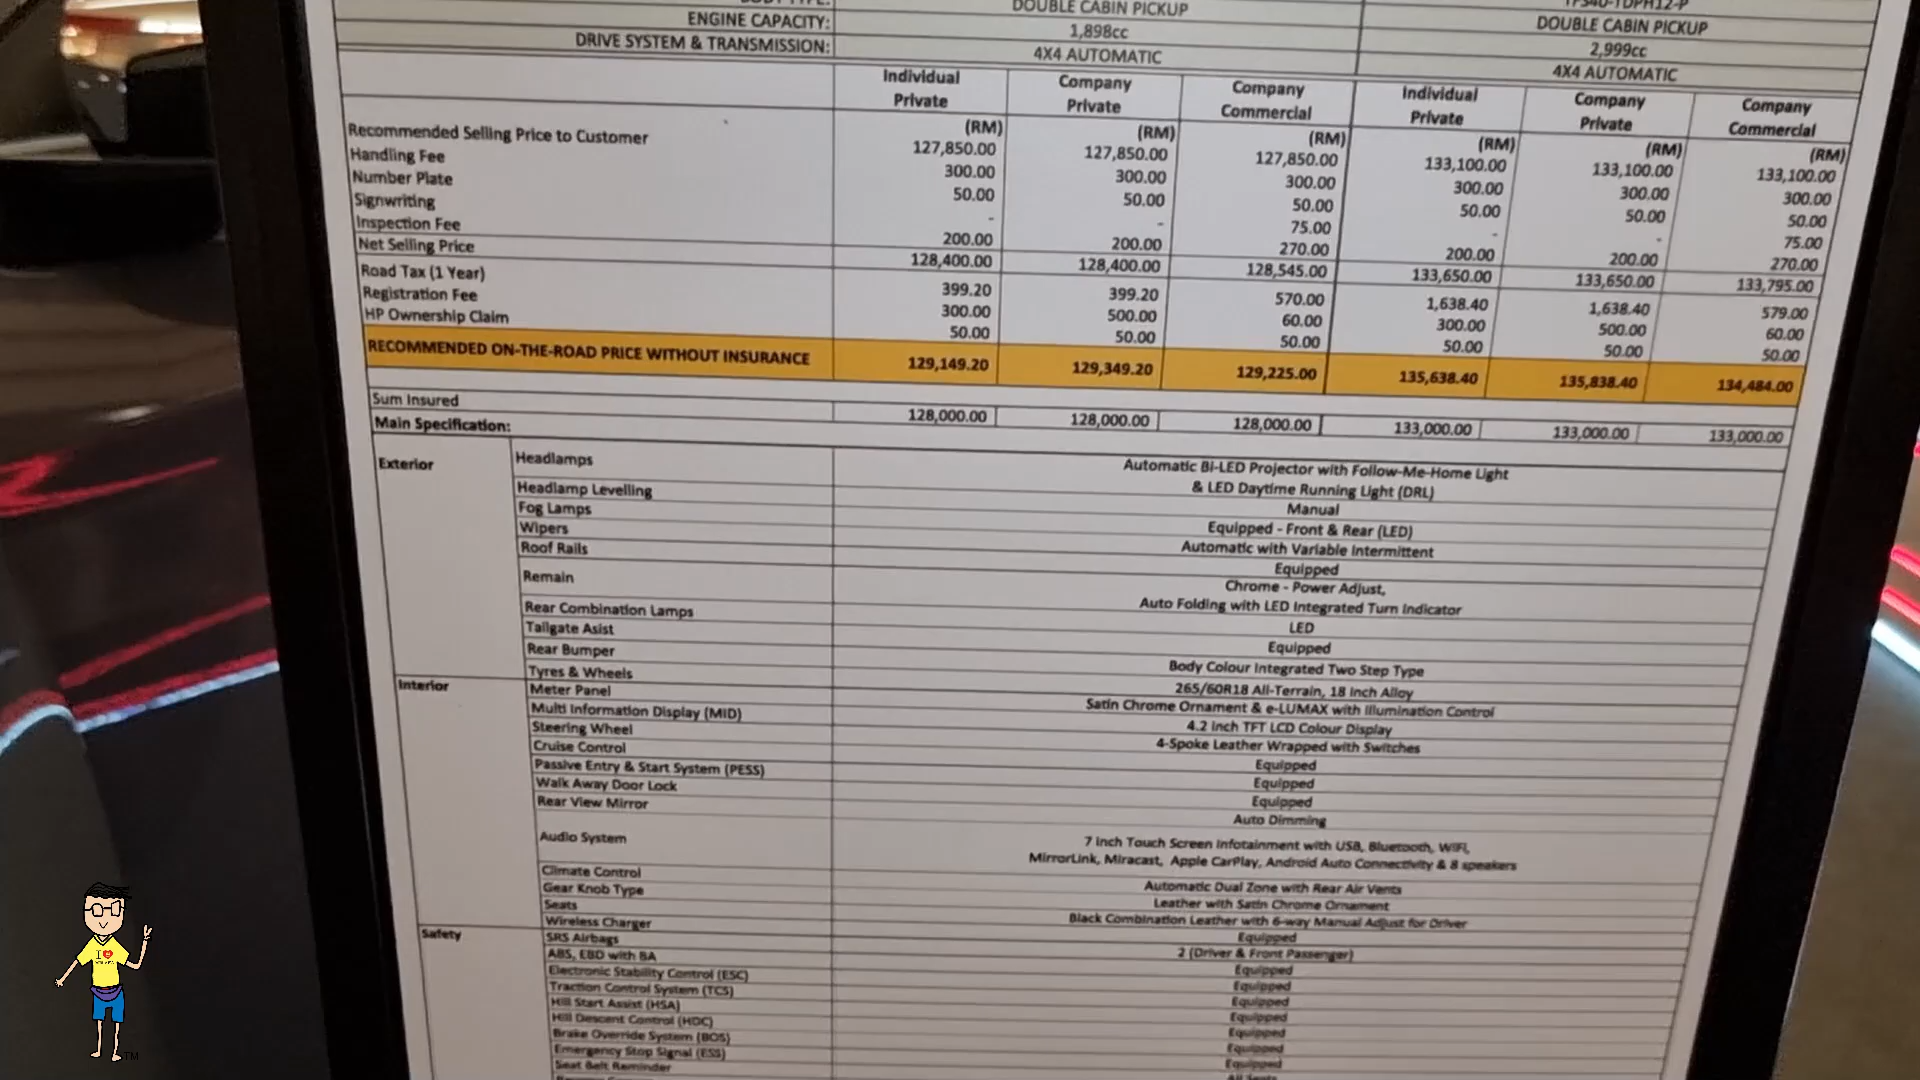 DOUBLE CABIN PICKUP
ENGINE CAPACITY: 1,898cc DOUBLE CABIN PICKUP
DRIVE SYSTEM & TRANSMISSION: 4X4 AUTOMATIC 2,999cc
4X4 AUTOMATIC
Individual Private Company Private Company Commercial Individual Private Company Private Company Commercial
(RM) (RM) (RM) (RM) (RM) (RM)
Recommended Selling Price to Customer 127,850.00 127,850.00 127,850.00 133,100.00 133,100.00 133,100.00
Handling Fee 300.00 300.00 300.00 300.00 300.00 300.00
Number Plate 50.00 50.00 50.00 50.00 50.00 50.00
Signwriting - - 75.00 - - 75.00
Inspection Fee 200.00 200.00 270.00 200.00 200.00 270.00
Net Selling Price 128,400.00 128,400.00 128,545.00 133,650.00 133,650.00 133,795.00
Road Tax (1 Year) 399.20 399.20 570.00 1,638.40 1,638.40 579.00
Registration Fee 300.00 500.00 60.00 300.00 500.00 60.00
HP Ownership Claim 50.00 50.00 50.00 50.00 50.00 50.00
RECOMMENDED ON-THE-ROAD PRICE WITHOUT INSURANCE 129,149.20 129,349.20 129,225.00 135,638.40 135,838.40 134,484.00
Sum Insured 128,000.00 128,000.00 128,000.00 133,000.00 133,000.00 133,000.00
Main Specification:
Exterior Headlamps Automatic Bi-LED Projector with Follow-Me-Home Light
& LED Daytime Running Light (DRL)
Headlamp Levelling Manual
Fog Lamps Equipped - Front & Rear (LED)
Wipers Automatic with Variable Intermittent
Roof Rails Equipped
Remain Chrome - Power Adjust,
Auto Folding with LED Integrated Turn Indicator
Rear Combination Lamps LED
Tailgate Asist Equipped
Rear Bumper Body Colour Integrated Two Step Type
Tyres & Wheels 265/60R18 All-Terrain, 18 Inch Alloy
Interior Meter Panel Satin Chrome Ornament & e-LUMAX with Illumination Control
Multi Information Display (MID) 4.2 Inch TFT LCD Colour Display
Steering Wheel 4-Spoke Leather Wrapped with Switches
Cruise Control Equipped
Passive Entry & Start System (PESS) Equipped
Walk Away Door Lock Equipped
Rear View Mirror Auto Dimming
Audio System 7 Inch Touch Screen Infotainment with USB, Bluetooth, WiFi,
MirrorLink, Miracast, Apple CarPlay, Android Auto Connectivity & 8 speakers
Climate Control Automatic Dual Zone with Rear Air Vents
Gear Knob Type Leather with Satin Chrome Ornament
Seats Black Combination Leather with 6-way Manual Adjust for Driver
Wireless Charger Equipped
Safety SRS Airbags 2 (Driver & Front Passenger)
ABS, EBD with BA Equipped
Electronic Stability Control (ESC) Equipped
Traction Control System (TCS) Equipped
Hill Start Assist (HSA) Equipped
Hill Descent Control (HDC) Equipped
Brake Override System (BOS) Equipped
Emergency Stop Signal (ESS) Equipped
Seat Belt Reminder
I
TM